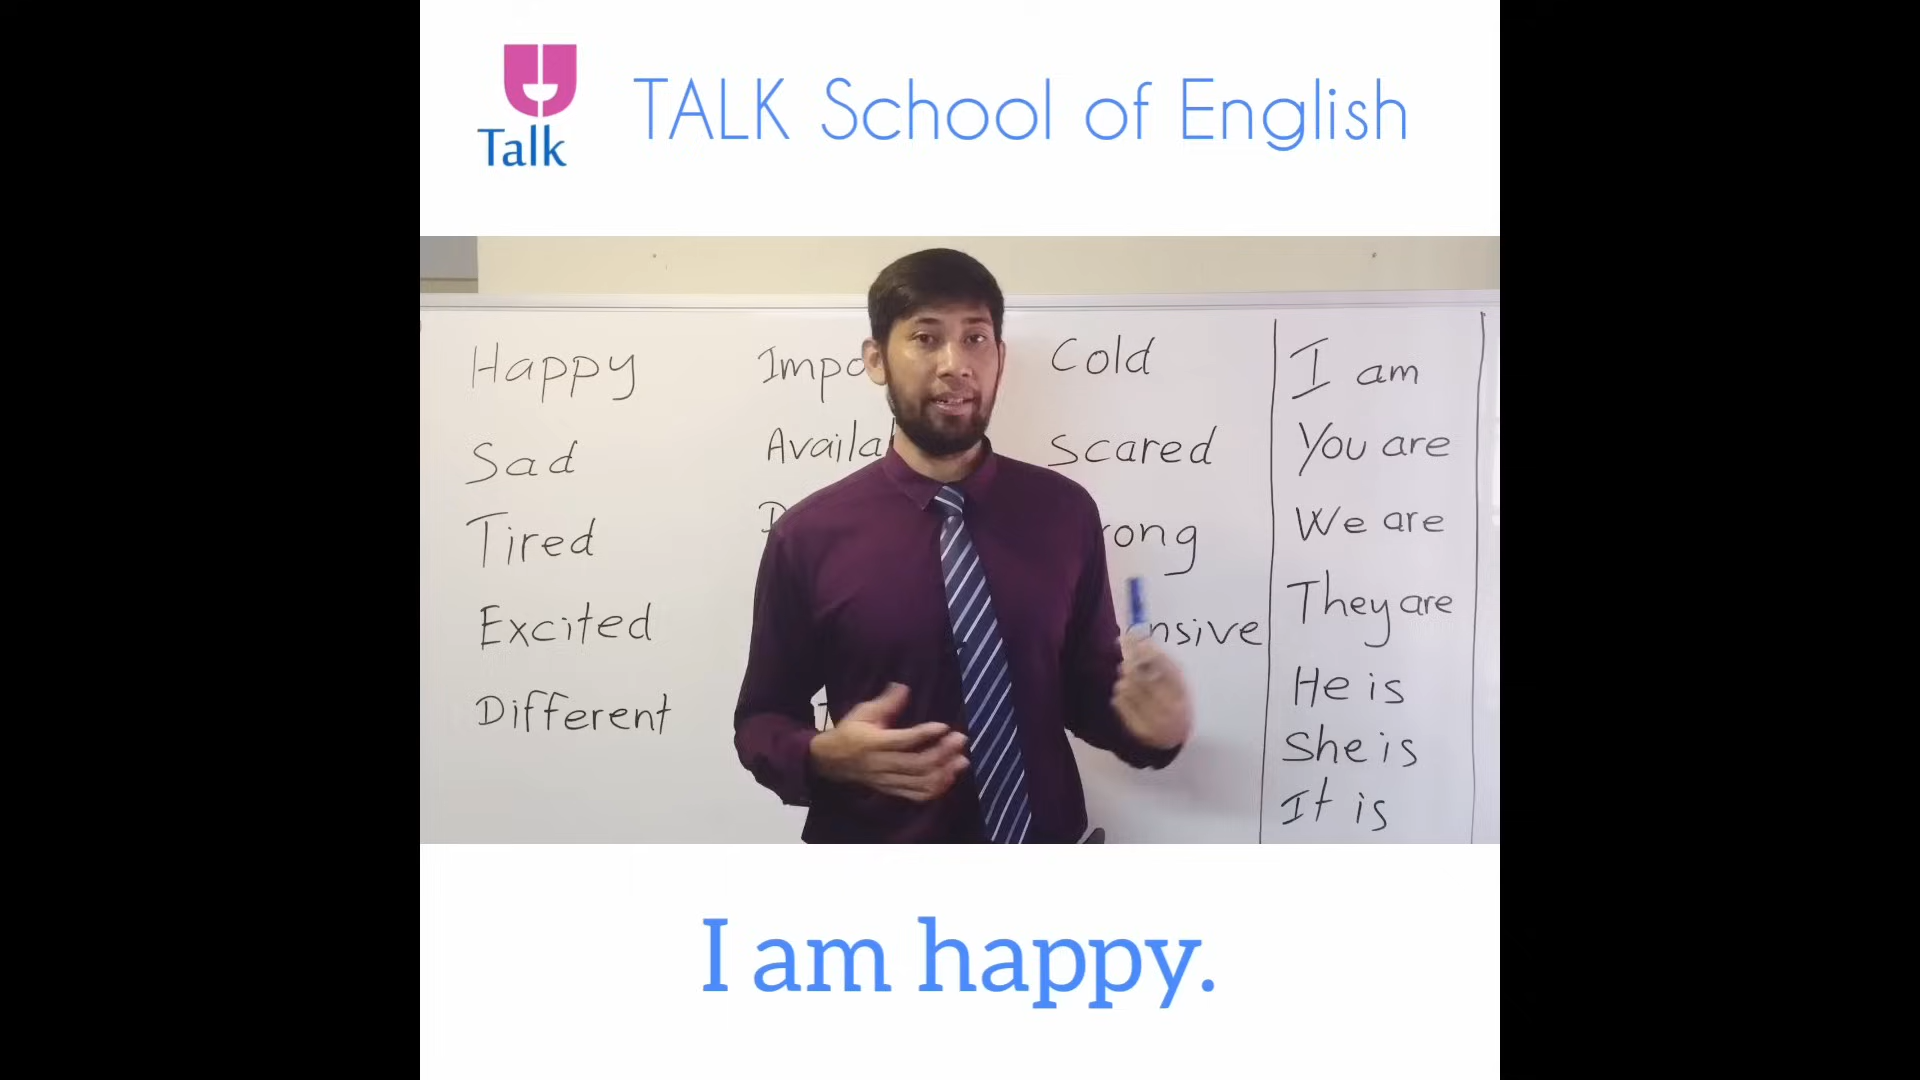 Talk
TALK School of English
Happy
Sad
Tired
Excited
Different
Cold
Scared
I am
You are
We are
They are
He is
She is
It is
I am happy.